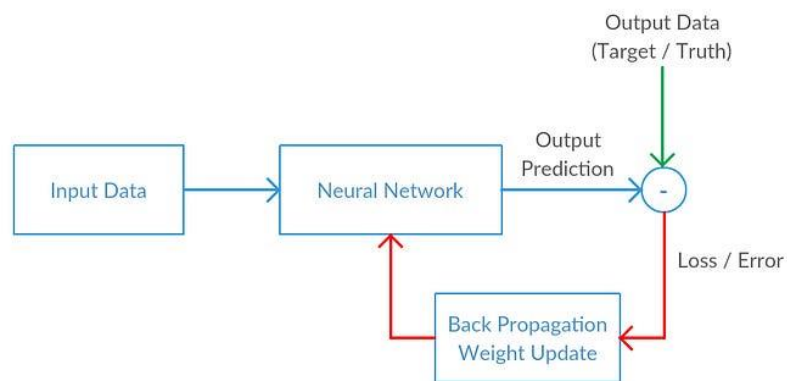 Output Data
(Target / Truth)
Output
Prediction
Input Data
Neural Network
-
Loss / Error
Back Propagation
Weight Update